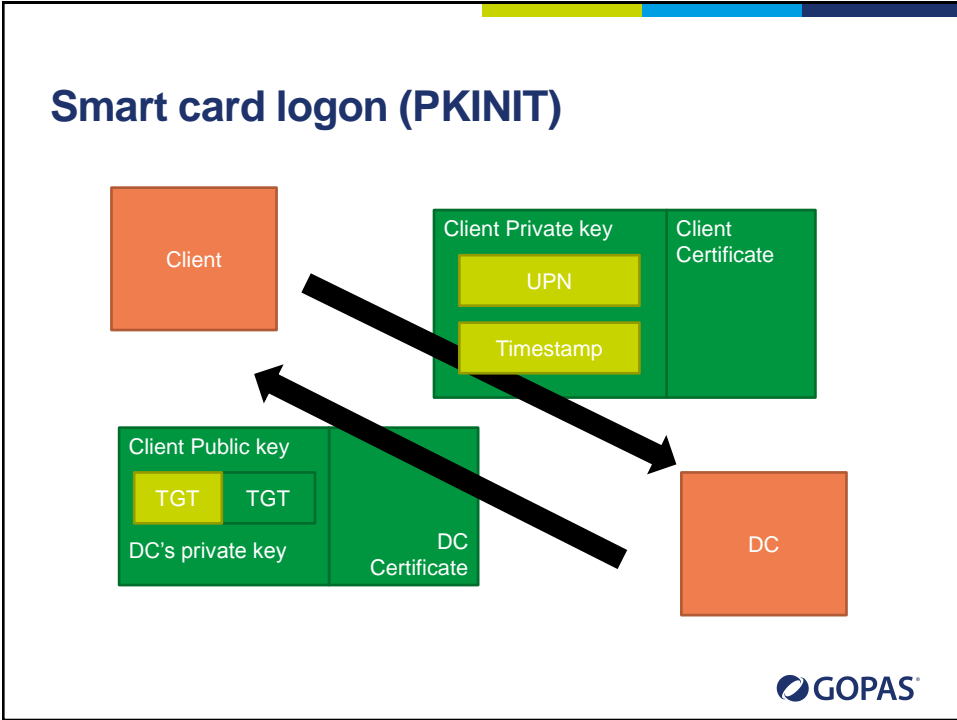 Smart card logon (PKINIT)
Client
Client Private key
UPN
Timestamp
Client
Certificate
Client Public key
TGT
TGT
DC's private key
DC
Certificate
DC
GOPAS®